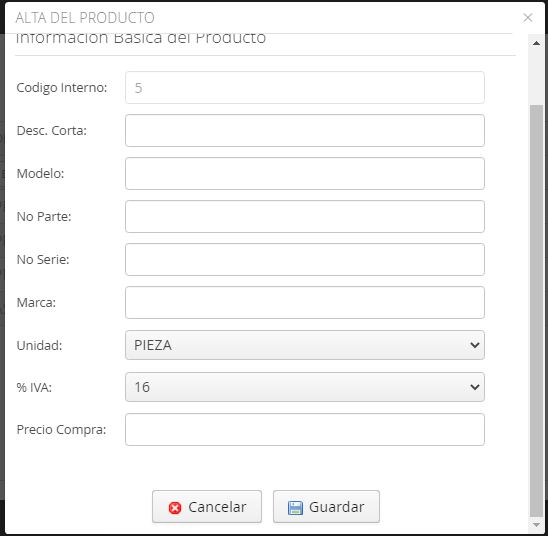 ALTA DEL PRODUCTO
Información Básica del Producto
Codigo Interno: 5
Desc. Corta:
Modelo:
No Parte:
No Serie:
Marca:
Unidad: PIEZA
% IVA: 16
Precio Compra:
Cancelar Guardar